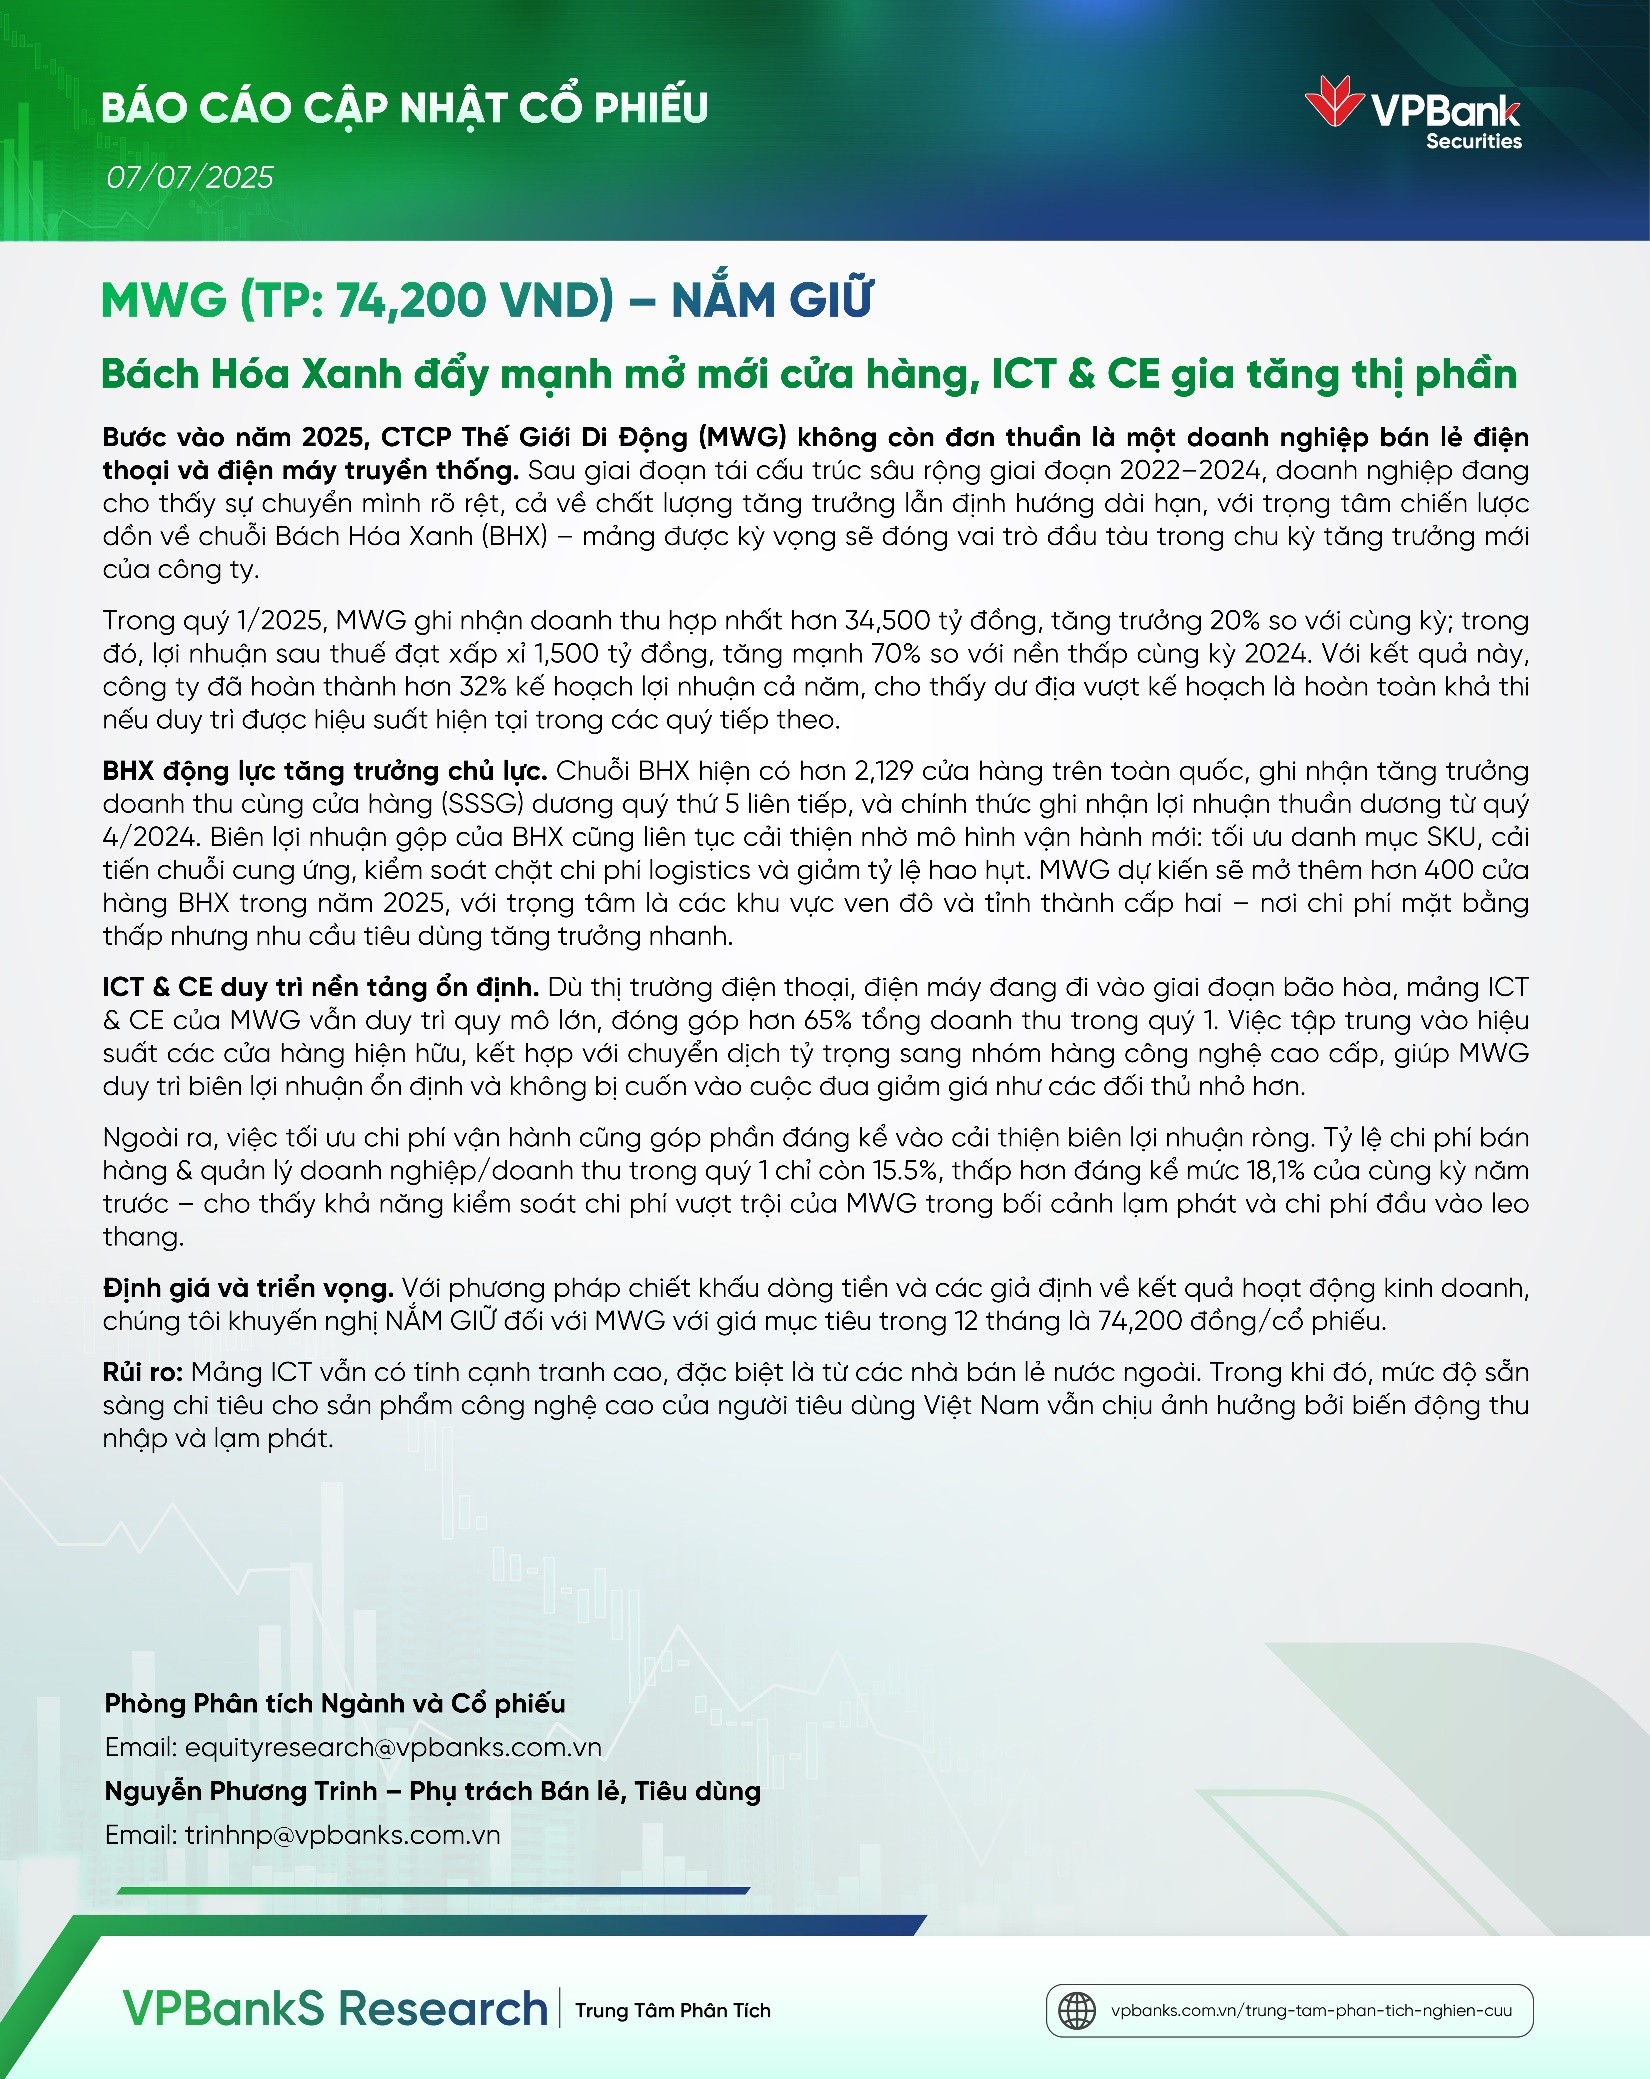 BÁO CÁO CẬP NHẬT CỔ PHIẾU
VPBank
Securities
07/07/2025
MWG (TP: 74,200 VND) – NẮM GIỮ
Bách Hóa Xanh đẩy mạnh mở mới cửa hàng, ICT & CE gia tăng thị phần
Bước vào năm 2025, CTCP Thế Giới Di Động (MWG) không còn đơn thuần là một doanh nghiệp bán lẻ điện
thoại và điện máy truyền thống. Sau giai đoạn tái cấu trúc sâu rộng giai đoạn 2022–2024, doanh nghiệp đang
cho thấy sự chuyển mình rõ rệt, cả về chất lượng tăng trưởng lẫn định hướng dài hạn, với trọng tâm chiến lược
dồn về chuỗi Bách Hóa Xanh (BHX) – mảng được kỳ vọng sẽ đóng vai trò đầu tàu trong chu kỳ tăng trưởng mới
của công ty.
Trong quý 1/2025, MWG ghi nhận doanh thu hợp nhất hơn 34,500 tỷ đồng, tăng trưởng 20% so với cùng kỳ; trong
đó, lợi nhuận sau thuế đạt xấp xỉ 1,500 tỷ đồng, tăng mạnh 70% so với nền thấp cùng kỳ 2024. Với kết quả này,
công ty đã hoàn thành hơn 32% kế hoạch lợi nhuận cả năm, cho thấy dư địa vượt kế hoạch là hoàn toàn khả thi
nếu duy trì được hiệu suất hiện tại trong các quý tiếp theo.
BHX động lực tăng trưởng chủ lực. Chuỗi BHX hiện có hơn 2,129 cửa hàng trên toàn quốc, ghi nhận tăng trưởng
doanh thu cùng cửa hàng (SSSG) dương quý thứ 5 liên tiếp, và chính thức ghi nhận lợi nhuận thuần dương từ quý
4/2024. Biên lợi nhuận gộp của BHX cũng liên tục cải thiện nhờ mô hình vận hành mới: tối ưu danh mục SKU, cải
tiến chuỗi cung ứng, kiểm soát chặt chi phí logistics và giảm tỷ lệ hao hụt. MWG dự kiến sẽ mở thêm hơn 400 cửa
hàng BHX trong năm 2025, với trọng tâm là các khu vực ven đô và tỉnh thành cấp hai – nơi chi phí mặt bằng
thấp nhưng nhu cầu tiêu dùng tăng trưởng nhanh.
ICT & CE duy trì nền tảng ổn định. Dù thị trường điện thoại, điện máy đang đi vào giai đoạn bão hòa, mảng ICT
& CE của MWG vẫn duy trì quy mô lớn, đóng góp hơn 65% tổng doanh thu trong quý 1. Việc tập trung vào hiệu
suất các cửa hàng hiện hữu, kết hợp với chuyển dịch tỷ trọng sang nhóm hàng công nghệ cao cấp, giúp MWG
duy trì biên lợi nhuận ổn định và không bị cuốn vào cuộc đua giảm giá như các đối thủ nhỏ hơn.
Ngoài ra, việc tối ưu chi phí vận hành cũng góp phần đáng kể vào cải thiện biên lợi nhuận ròng. Tỷ lệ chi phí bán
hàng & quản lý doanh nghiệp/doanh thu trong quý 1 chỉ còn 15.5%, thấp hơn đáng kể mức 18,1% của cùng kỳ năm
trước – cho thấy khả năng kiểm soát chi phí vượt trội của MWG trong bối cảnh lạm phát và chi phí đầu vào leo
thang.
Định giá và triển vọng. Với phương pháp chiết khấu dòng tiền và các giả định về kết quả hoạt động kinh doanh,
chúng tôi khuyến nghị NẮM GIỮ đối với MWG với giá mục tiêu trong 12 tháng là 74,200 đồng/cổ phiếu.
Rủi ro: Mảng ICT vẫn có tính cạnh tranh cao, đặc biệt là từ các nhà bán lẻ nước ngoài. Trong khi đó, mức độ sẵn
sàng chi tiêu cho sản phẩm công nghệ cao của người tiêu dùng Việt Nam vẫn chịu ảnh hưởng bởi biến động thu
nhập và lạm phát.
Phòng Phân tích Ngành và Cổ phiếu
Email: equityresearch@vpbanks.com.vn
Nguyễn Phương Trinh – Phụ trách Bán lẻ, Tiêu dùng
Email: trinhnp@vpbanks.com.vn
VPBankS Research | Trung Tâm Phân Tích
vpbanks.com.vn/trung-tam-phan-tich-nghien-cuu